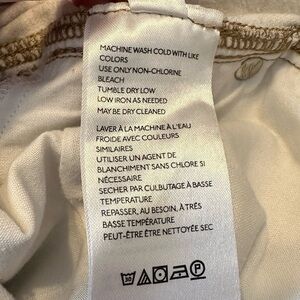 MACHINE WASH COLD WITH LIKE
COLORS
USE ONLY NON-CHLORINE
BLEACH
TUMBLE DRY LOW
LOW IRON AS NEEDED
MAY BE DRY CLEANED
LAVER À LA MACHINE À L'EAU
FROIDE AVEC COULEURS
SIMILAIRES
UTILISER UN AGENT DE
BLANCHIMENT SANS CHLORE SI
NÉCESSAIRE
SECHER PAR CULBUTAGE À BASSE
TEMPERATURE
REPASSER, AU BESOIN, À TRÈS
BASSE TEMPÉRATURE
PEUT-ÊTRE ÊTRE NETTOYÉE SEC